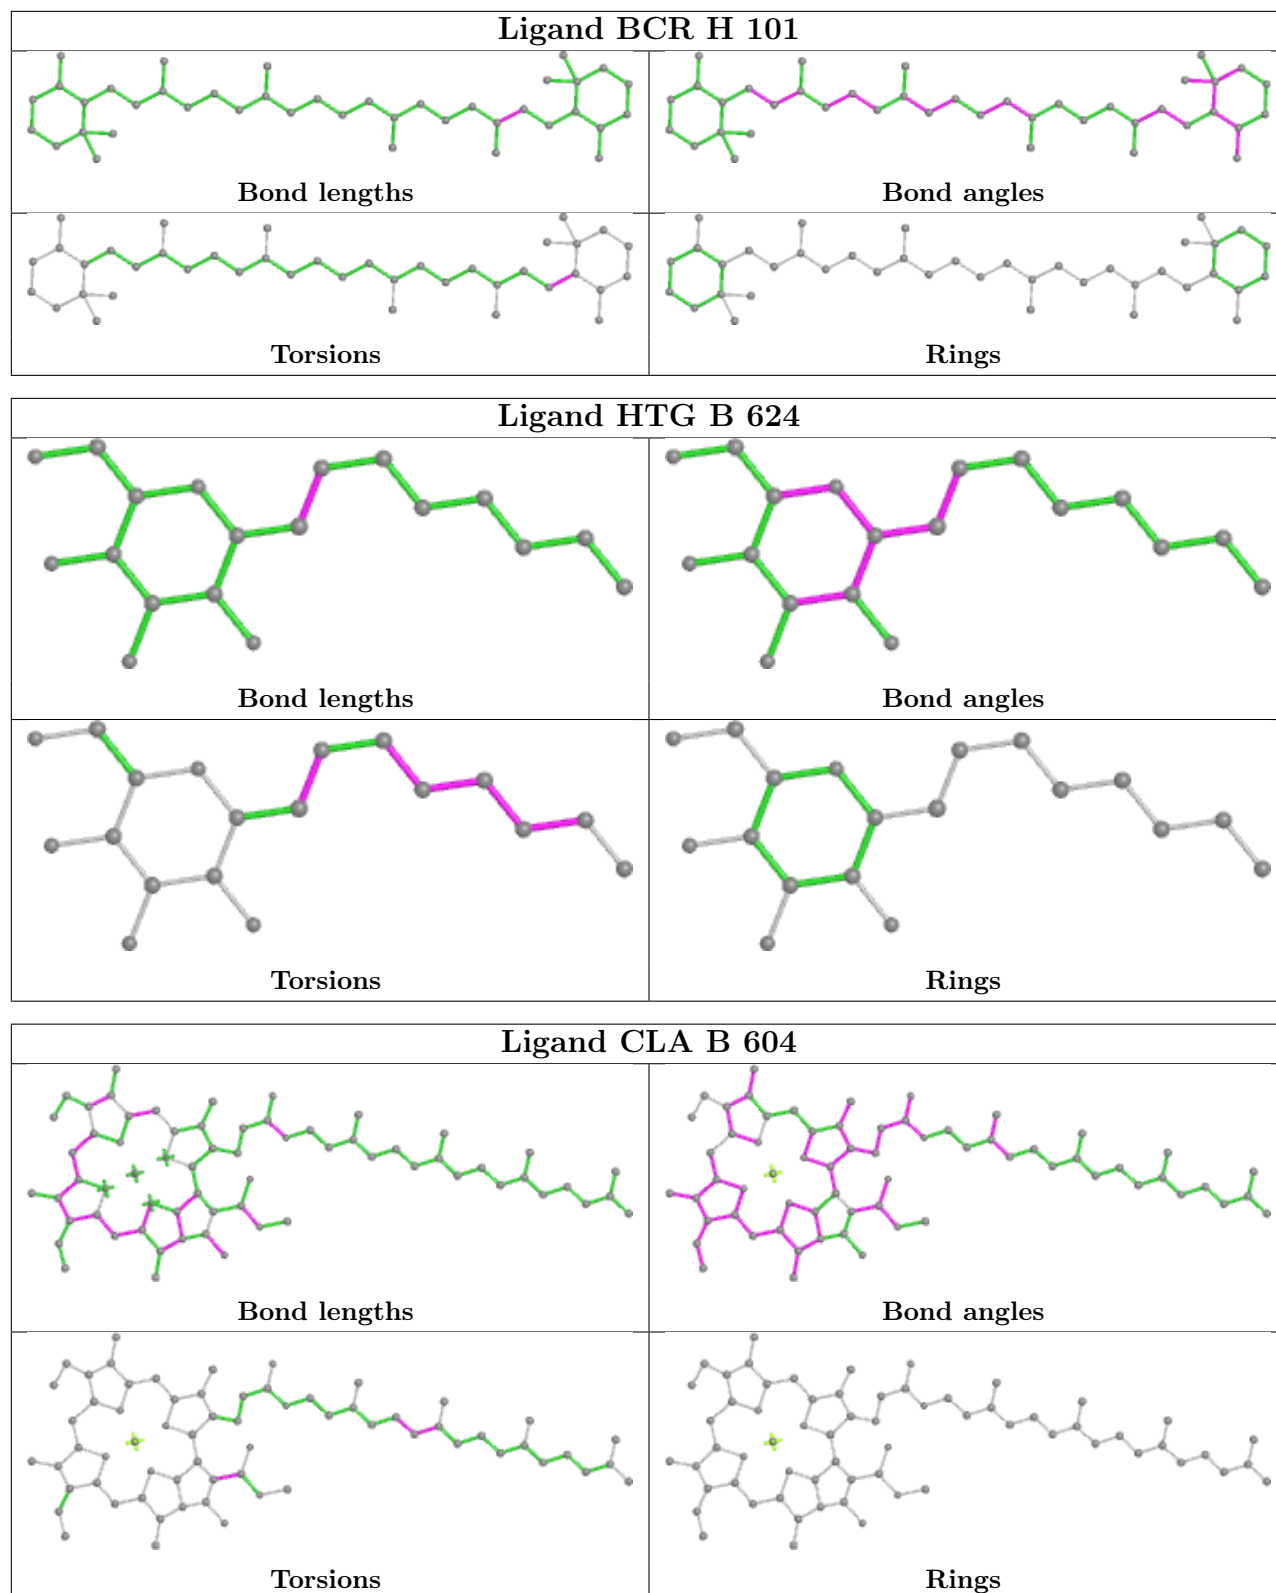 Ligand BCR H 101
Bond lengths
Bond angles
Torsions
Rings
Ligand HTG B 624
Bond lengths
Bond angles
Torsions
Rings
Ligand CLA B 604
Bond lengths
Bond angles
Torsions
Rings